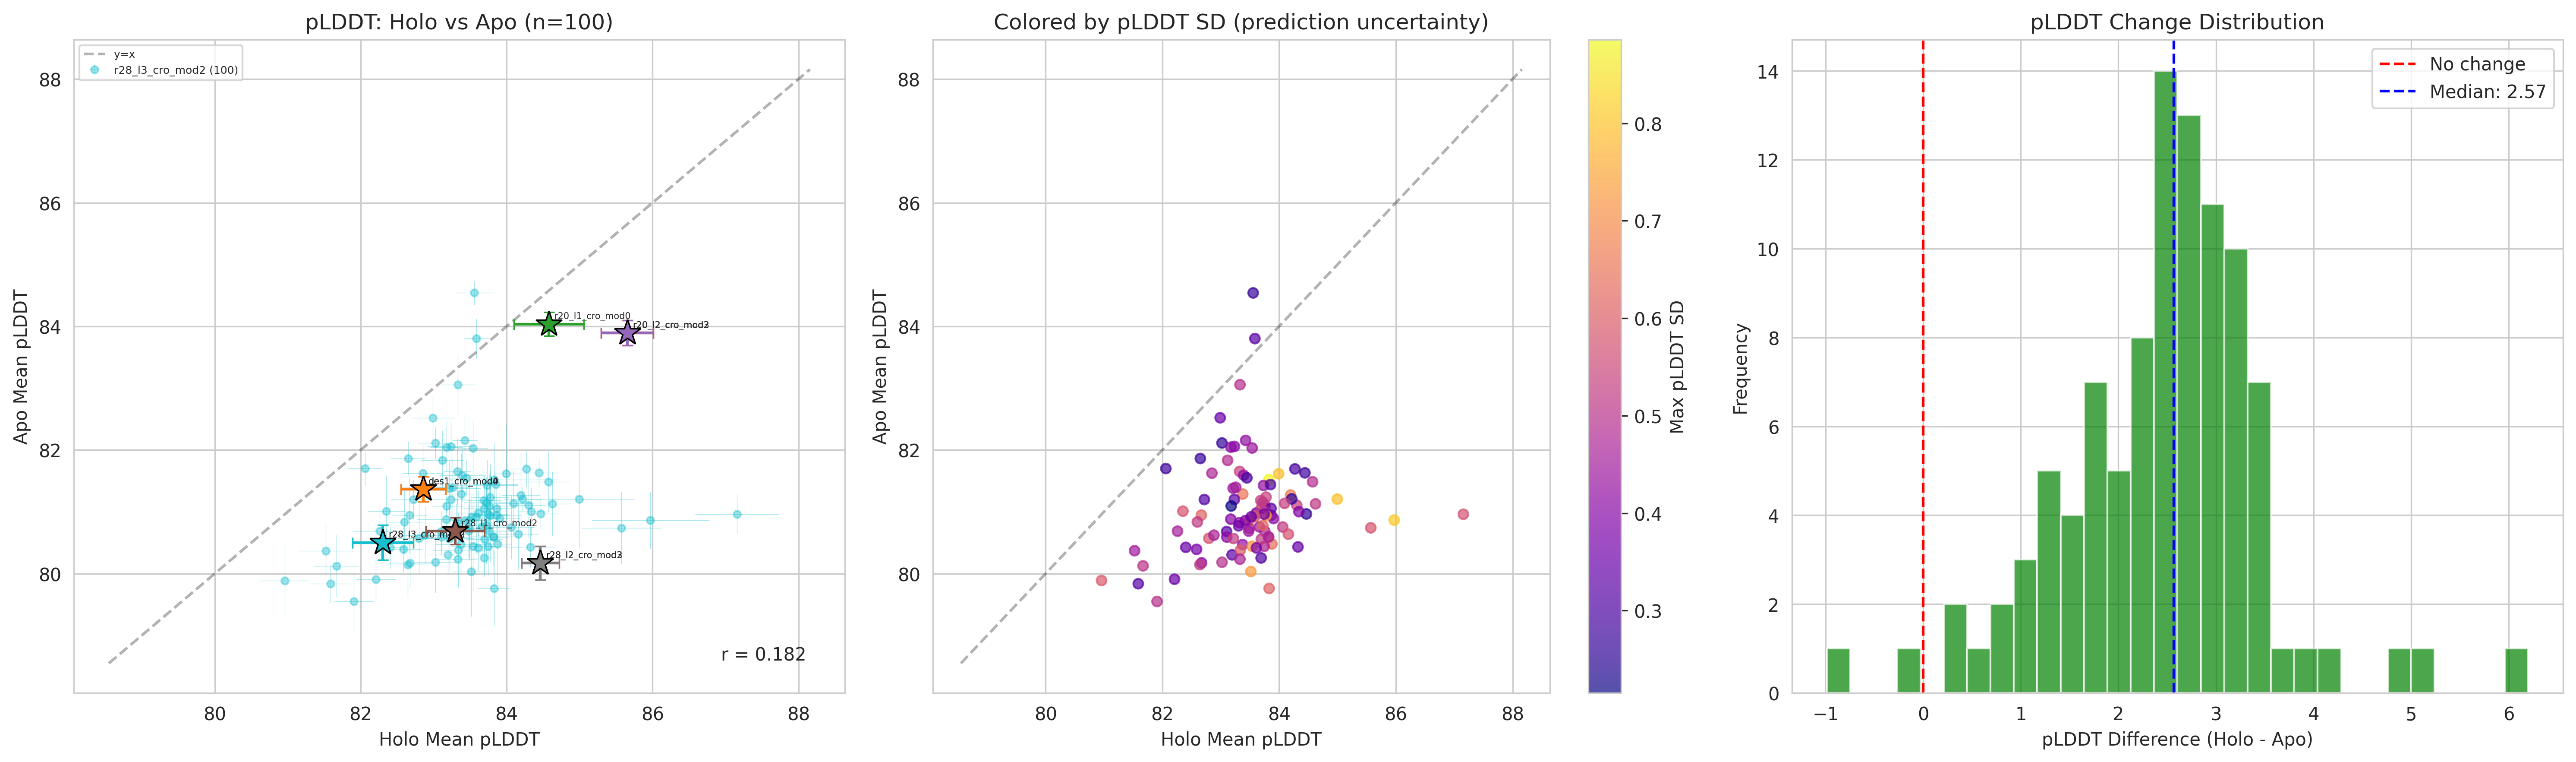 pLDDT: Holo vs Apo (n=100)
y=x
r28_l3_cro_mod2 (100)
88
86
84
82
80
Apo Mean pLDDT
r20_l1_cro_mod0
r28_l1_cro_mod2
r = 0.182
80
82
84
86
88
Holo Mean pLDDT
Colored by pLDDT SD (prediction uncertainty)
88
86
84
82
80
Apo Mean pLDDT
80
82
84
86
88
Holo Mean pLDDT
0.8
0.7
0.6
0.5
0.4
0.3
Max pLDDT SD
pLDDT Change Distribution
No change
Median: 2.57
14
12
10
8
6
4
2
0
Frequency
−1
0
1
2
3
4
5
6
pLDDT Difference (Holo - Apo)